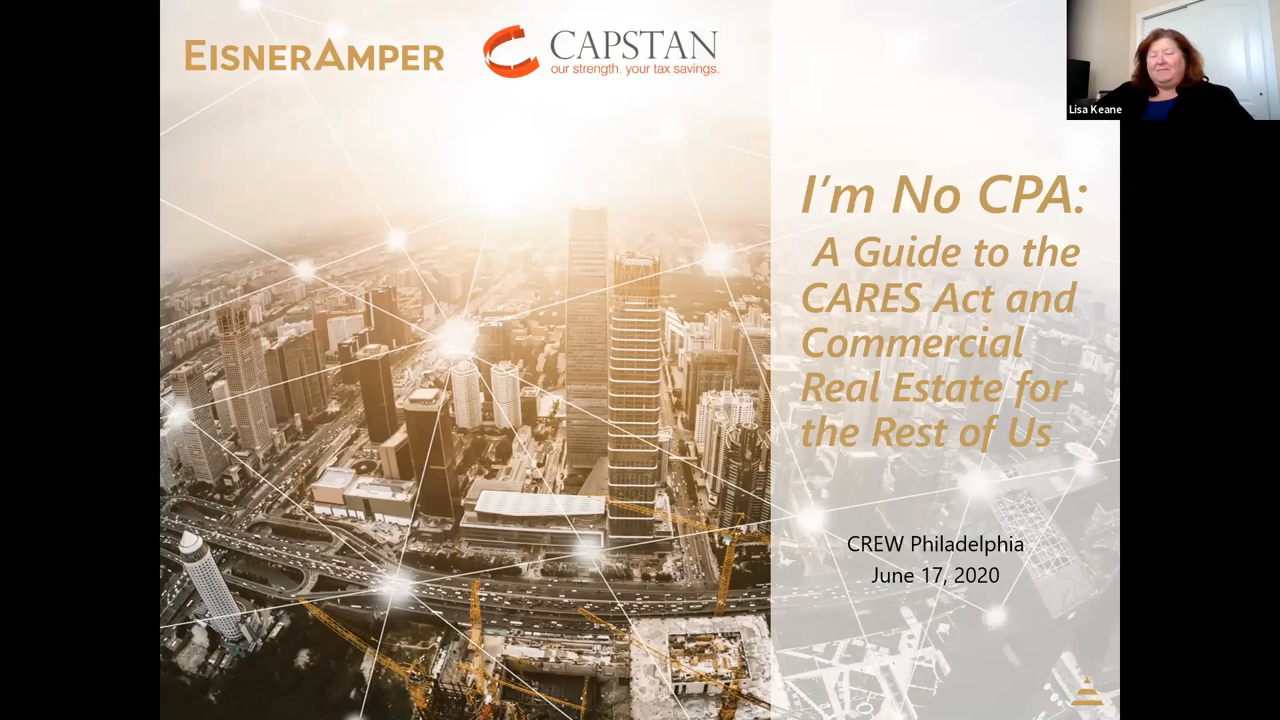 EISNERAMPER
CAPSTAN
our strength. your tax savings.
Lisa Keane
I'm No CPA:
A Guide to the
CARES Act and
Commercial
Real Estate for
the Rest of Us
CREW Philadelphia
June 17, 2020